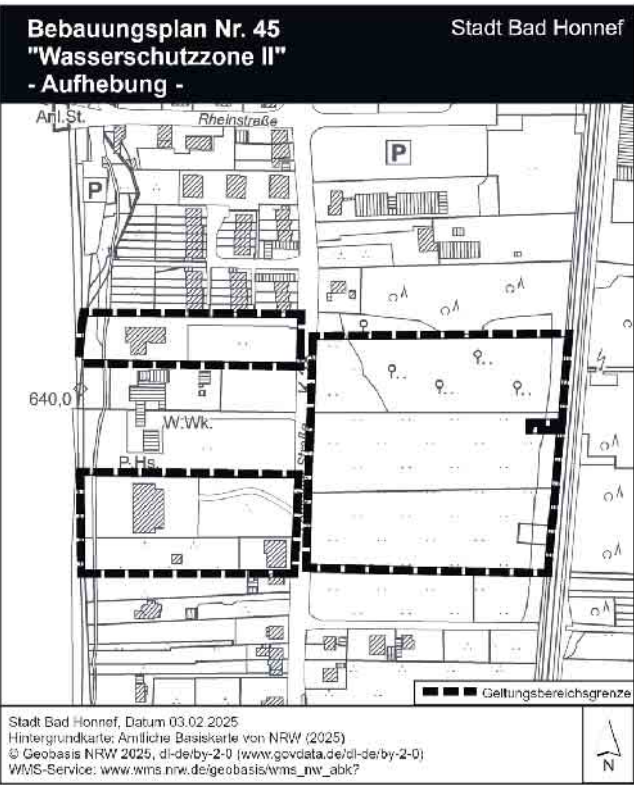 Bebauungsplan Nr. 45
"Wasserschutzzone II"
- Aufhebung -
Stadt Bad Honnef
Anl.St.
Rheinstraße
P
P
640,0
W.Wk.
P.Hs.
Straße
K
Geltungsbereichsgrenze
Stadt Bad Honnef, Datum 03.02.2025
Hintergrundkarte: Amtliche Basiskarte von NRW (2025)
© Geobasis NRW 2025, dl-de/by-2-0 (www.govdata.de/dl-de/by-2-0)
WMS-Service: www.wms.nrw.de/geobasis/wms_nw_abk?
N